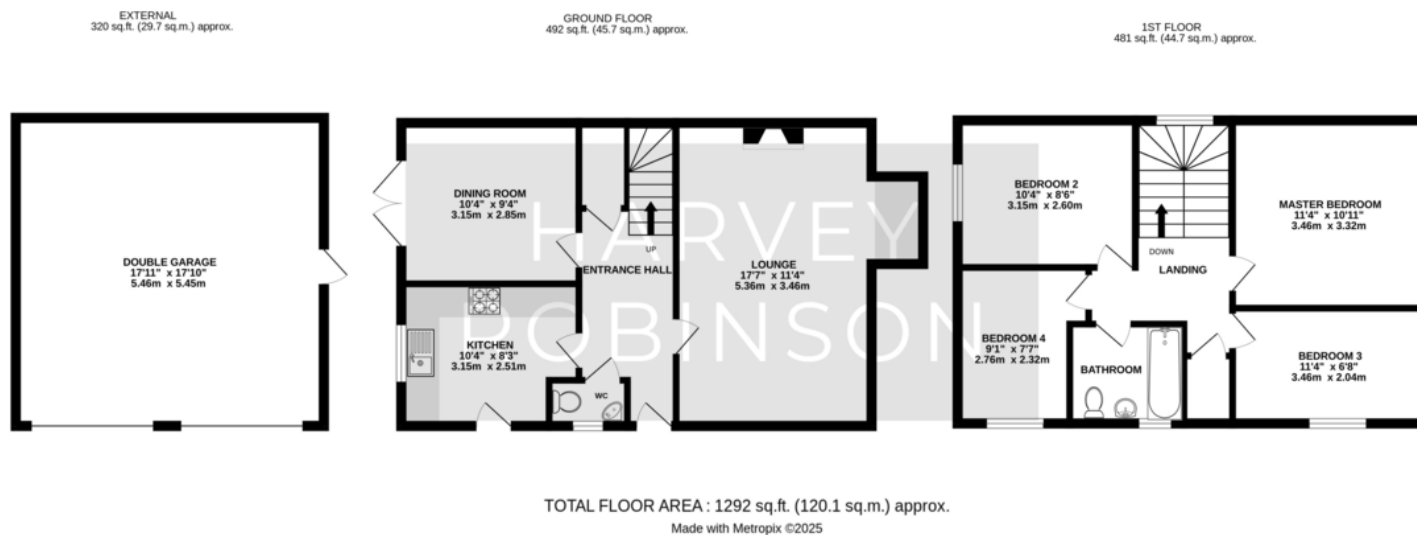 EXTERNAL
320 sq.ft. (29.7 sq.m.) approx.
GROUND FLOOR
492 sq.ft. (45.7 sq.m.) approx.
1ST FLOOR
481 sq.ft. (44.7 sq.m.) approx.
DOUBLE GARAGE
17'11" x 17'10"
5.46m x 5.45m
DINING ROOM
10'4" x 9'4"
3.15m x 2.85m
UP
ENTRANCE HALL
LOUNGE
17'7" x 11'4"
5.36m x 3.46m
KITCHEN
10'4" x 8'3"
3.15m x 2.51m
WC
HARVEY
ROBINSON
BEDROOM 2
10'4" x 8'6"
3.15m x 2.60m
MASTER BEDROOM
11'4" x 10'11"
3.46m x 3.32m
DOWN
LANDING
BEDROOM 4
9'1" x 7'7"
2.76m x 2.32m
BATHROOM
BEDROOM 3
11'4" x 6'8"
3.46m x 2.04m
TOTAL FLOOR AREA : 1292 sq.ft. (120.1 sq.m.) approx.
Made with Metropix ©2025